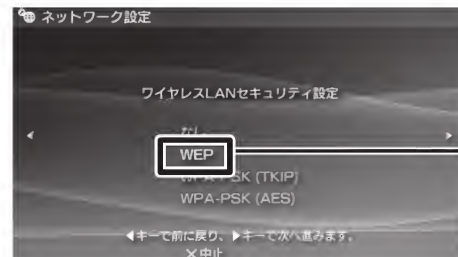 ネットワーク設定
ワイヤレスLANセキュリティ設定
なし
WEP
WPA-PSK (TKIP)
WPA-PSK (AES)
◀キーで前に戻り、▶キーで次へ進みます。
✕中止